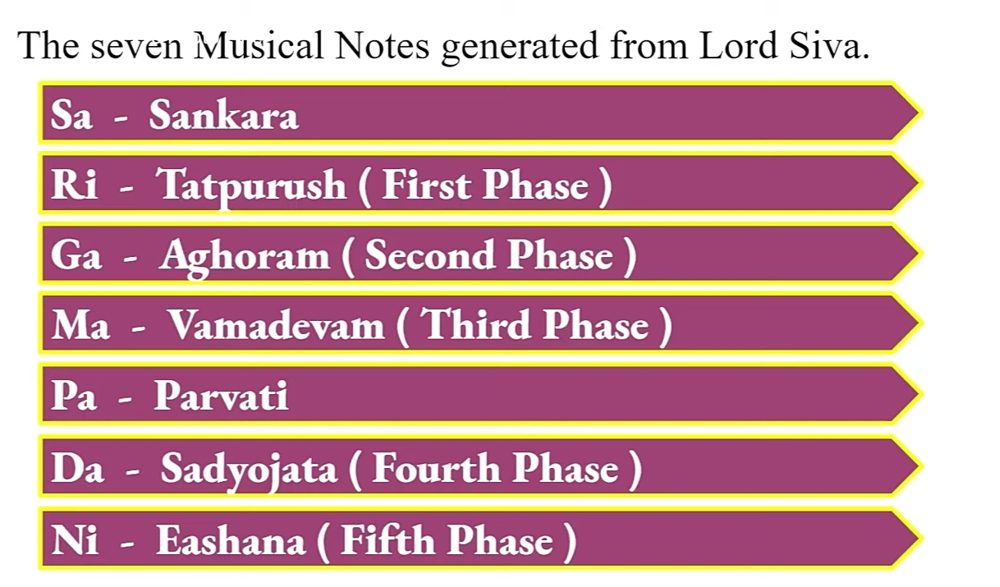 The seven Musical Notes generated from Lord Siva.
Sa - Sankara
Ri - Tatpurush ( First Phase )
Ga - Aghoram ( Second Phase )
Ma - Vamadevam ( Third Phase )
Pa - Parvati
Da - Sadyojata ( Fourth Phase )
Ni - Eashana ( Fifth Phase )